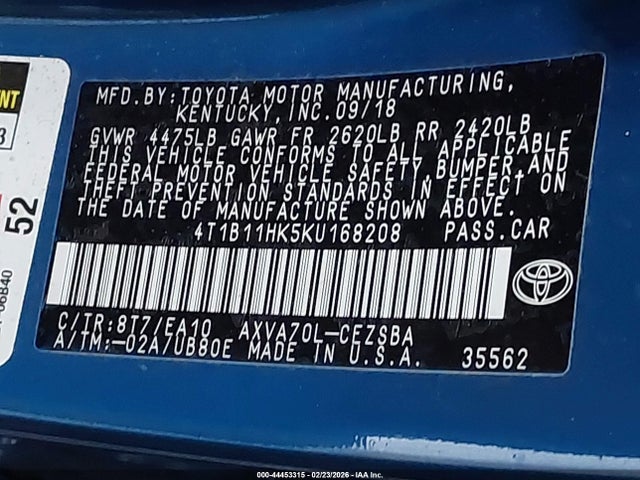 MFD.BY:TOYOTA MOTOR MANUFACTURING,
KENTUCKY, INC.09/18
GVWR 4475LB GAWR FR 2620LB RR 2420LB
THIS VEHICLE CONFORMS TO ALL APPLICABLE
FEDERAL MOTOR VEHICLE SAFETY,BUMPER,AND
THEFT PREVENTION STANDARDS IN EFFECT ON
THE DATE OF MANUFACTURE SHOWN ABOVE.
4T1B11HK5KU168208 PASS.CAR
C/TR:8T7/EA10 AXVA70L-CEZSBA
A/TM:-02A/UB80E MADE IN U.S.A. 35562
52
06B40
000-44453315 - 02/23/2026 - IAA Inc.